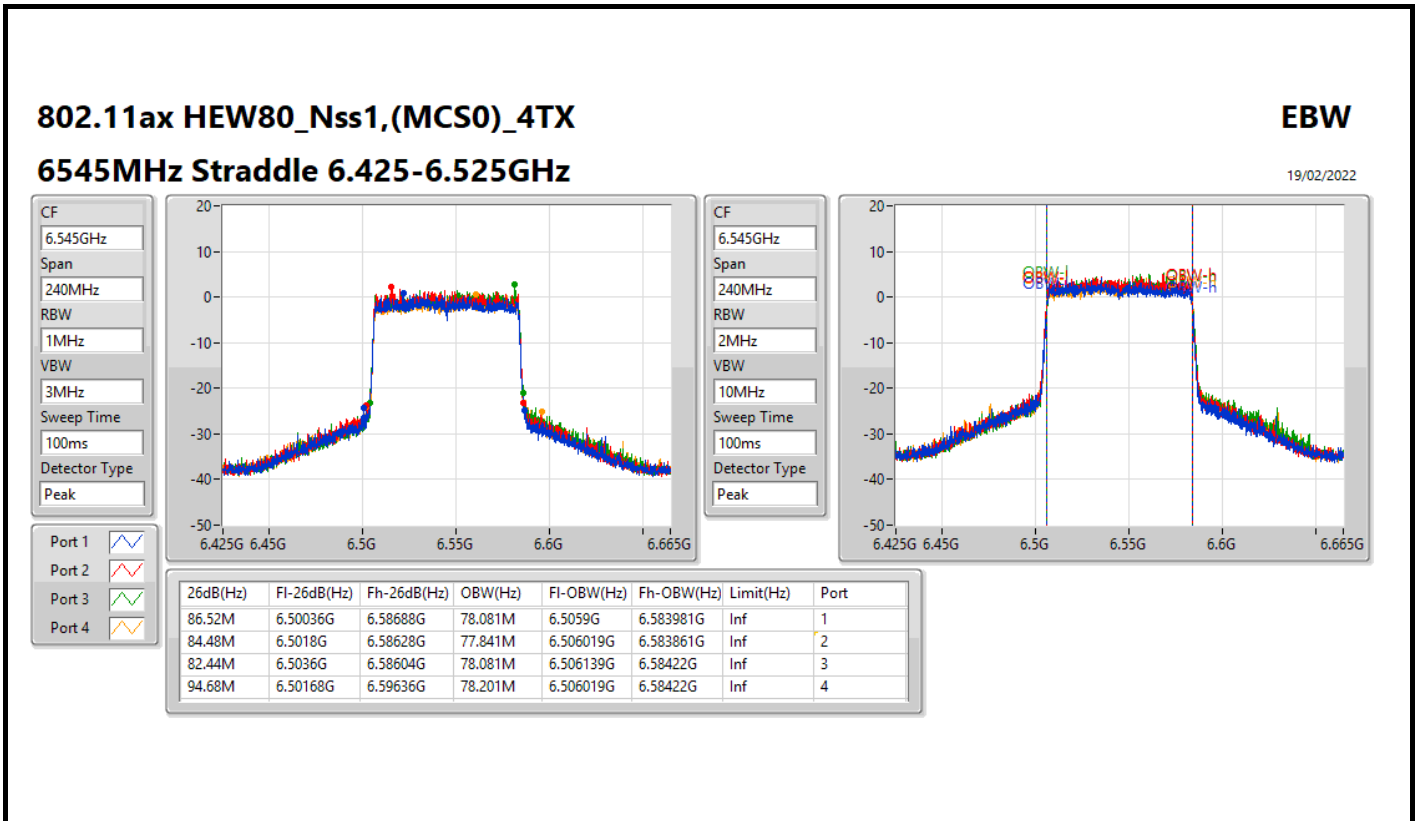 802.11ax HEW80_Nss1,(MCS0)_4TX
EBW
6545MHz Straddle 6.425-6.525GHz
19/02/2022
CF
6.545GHz
Span
240MHz
RBW
1MHz
VBW
3MHz
Sweep Time
100ms
Detector Type
Peak
20
10
0
-10
-20
-30
-40
-50
6.425G 6.45G 6.5G 6.55G 6.6G 6.665G
CF
6.545GHz
Span
240MHz
RBW
2MHz
VBW
10MHz
Sweep Time
100ms
Detector Type
Peak
20
10
0
-10
-20
-30
-40
-50
OBW-h
6.425G 6.45G 6.5G 6.55G 6.6G 6.665G
Port 1
Port 2
Port 3
Port 4
26dB(Hz) Fl-26dB(Hz) Fh-26dB(Hz) OBW(Hz) Fl-OBW(Hz) Fh-OBW(Hz) Limit(Hz) Port
86.52M 6.50036G 6.58688G 78.081M 6.5059G 6.583981G Inf 1
84.48M 6.5018G 6.58628G 77.841M 6.506019G 6.583861G Inf 2
82.44M 6.5036G 6.58604G 78.081M 6.506139G 6.58422G Inf 3
94.68M 6.50168G 6.59636G 78.201M 6.506019G 6.58422G Inf 4